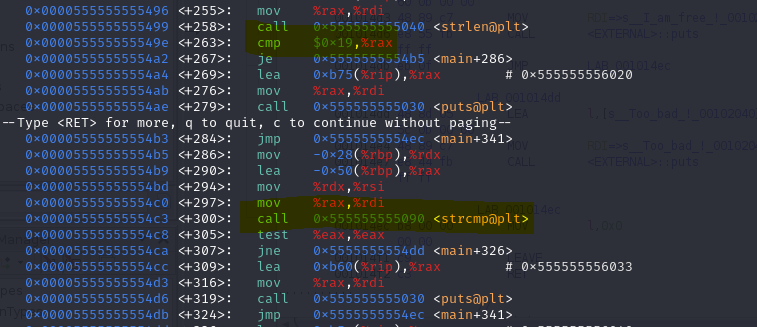 0×0000555555555496 <+255>: mov %rax,%rdi
0×0000555555555499 <+258>: call 0×555555555040 <strlen@plt>
0×000055555555549e <+263>: cmp $0×19,%rax
0×00005555555554a2 <+267>: je 0×5555555554b5 <main+286>
0×00005555555554a4 <+269>: lea 0×b75(%rip),%rax # 0×555555556020
0×00005555555554ab <+276>: mov %rax,%rdi
0×00005555555554ae <+279>: call 0×555555555030 <puts@plt>
--Type <RET> for more, q to quit, c to continue without paging--
0×00005555555554b3 <+284>: jmp 0×5555555554ec <main+341>
0×00005555555554b5 <+286>: mov -0×28(%rbp),%rdx
0×00005555555554b9 <+290>: lea -0×50(%rbp),%rax
0×00005555555554bd <+294>: mov %rdx,%rsi
0×00005555555554c0 <+297>: mov %rax,%rdi
0×00005555555554c3 <+300>: call 0×555555555090 <strcmp@plt>
0×00005555555554c8 <+305>: test %eax,%eax
0×00005555555554ca <+307>: jne 0×5555555554dd <main+326>
0×00005555555554cc <+309>: lea 0×b60(%rip),%rax # 0×555555556033
0×00005555555554d3 <+316>: mov %rax,%rdi
0×00005555555554d6 <+319>: call 0×555555555030 <puts@plt>
0×00005555555554db <+324>: jmp 0×5555555554ec <main+341>